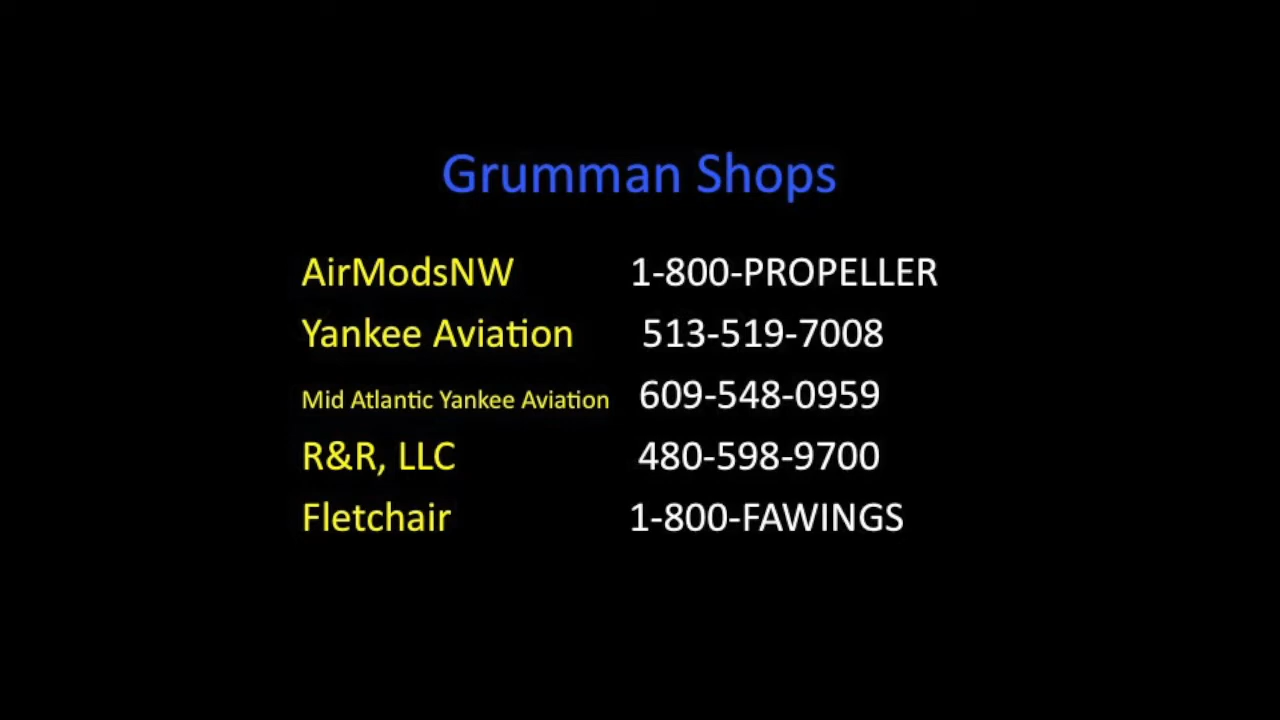 Grumman Shops
AirModsNW 1-800-PROPELLER
Yankee Aviation 513-519-7008
Mid Atlantic Yankee Aviation 609-548-0959
R&R, LLC 480-598-9700
Fletchair 1-800-FAWINGS